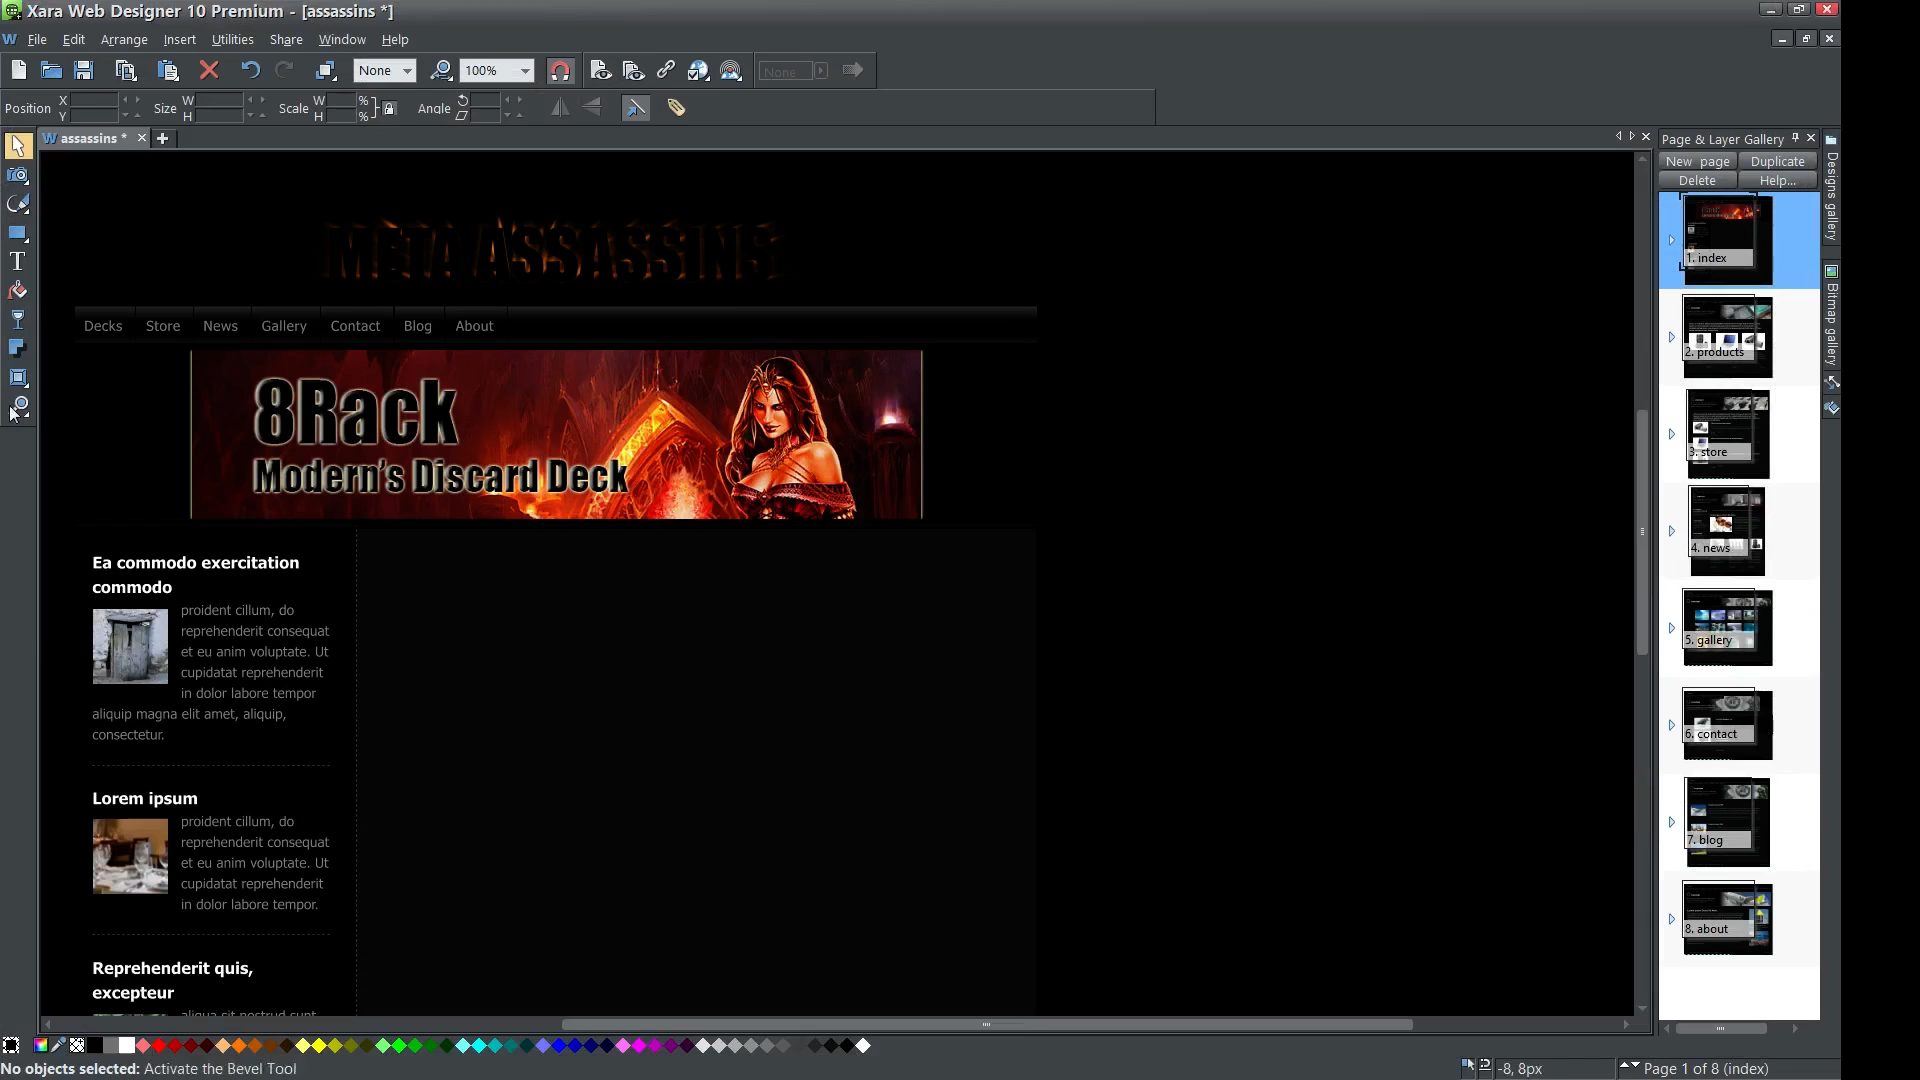 Xara Web Designer 10 Premium - [assassins *]
File Edit Arrange Insert Utilities Share Window Help
None 100% None
Position X Y Size W H Scale W H % % Angle
assassins *
META ASSASSINS
Decks Store News Gallery Contact Blog About
8Rack
Modern's Discard Deck
Ea commodo exercitation
commodo
proident cillum, do
reprehenderit consequat
et eu anim voluptate. Ut
cupidatat reprehenderit
in dolor labore tempor
aliquip magna elit amet, aliquip,
consectetur.
Lorem ipsum
proident cillum, do
reprehenderit consequat
et eu anim voluptate. Ut
cupidatat reprehenderit
in dolor labore tempor.
Reprehenderit quis,
excepteur
aliqua sit nostrud sunt
Page & Layer Gallery
New page Duplicate
Delete Help...
1. index
2. products
3. store
4. news
5. gallery
6. contact
7. blog
8. about
Designs gallery
Bitmap gallery
No objects selected: Activate the Bevel Tool
-8, 8px
Page 1 of 8 (index)